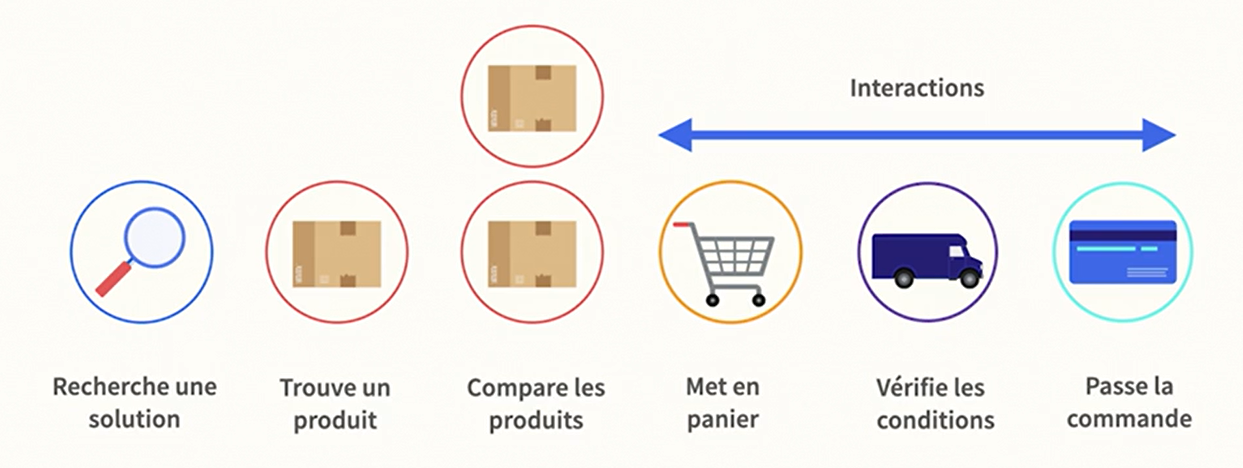 Interactions
Recherche une
solution
Trouve un
produit
Compare les
produits
Met en
panier
Vérifie les
conditions
Passe la
commande